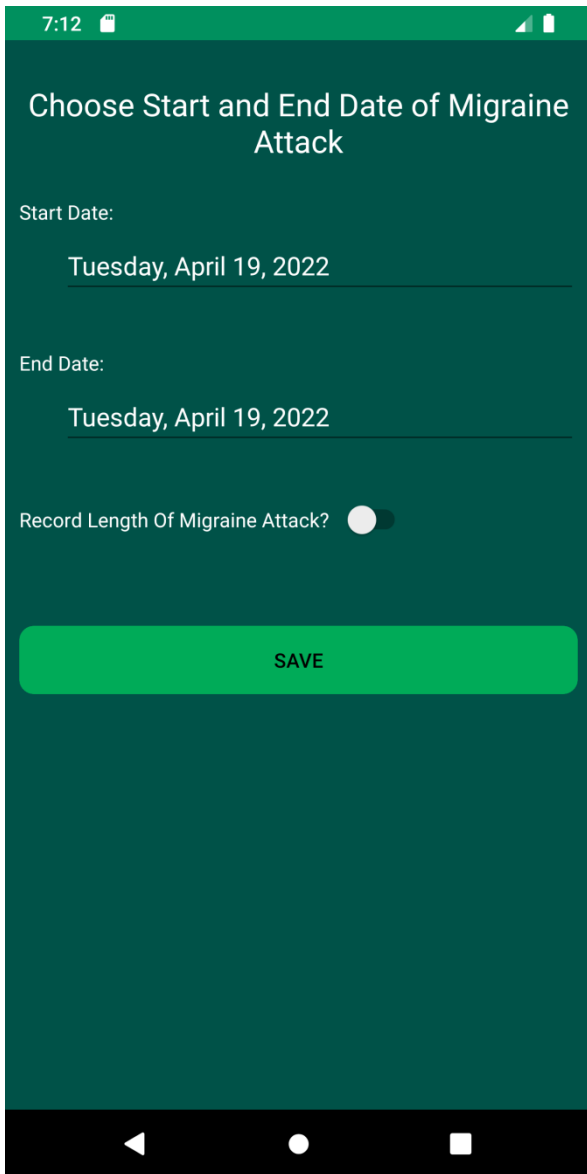 7:12
Choose Start and End Date of Migraine
Attack
Start Date:
Tuesday, April 19, 2022
End Date:
Tuesday, April 19, 2022
Record Length Of Migraine Attack?
SAVE